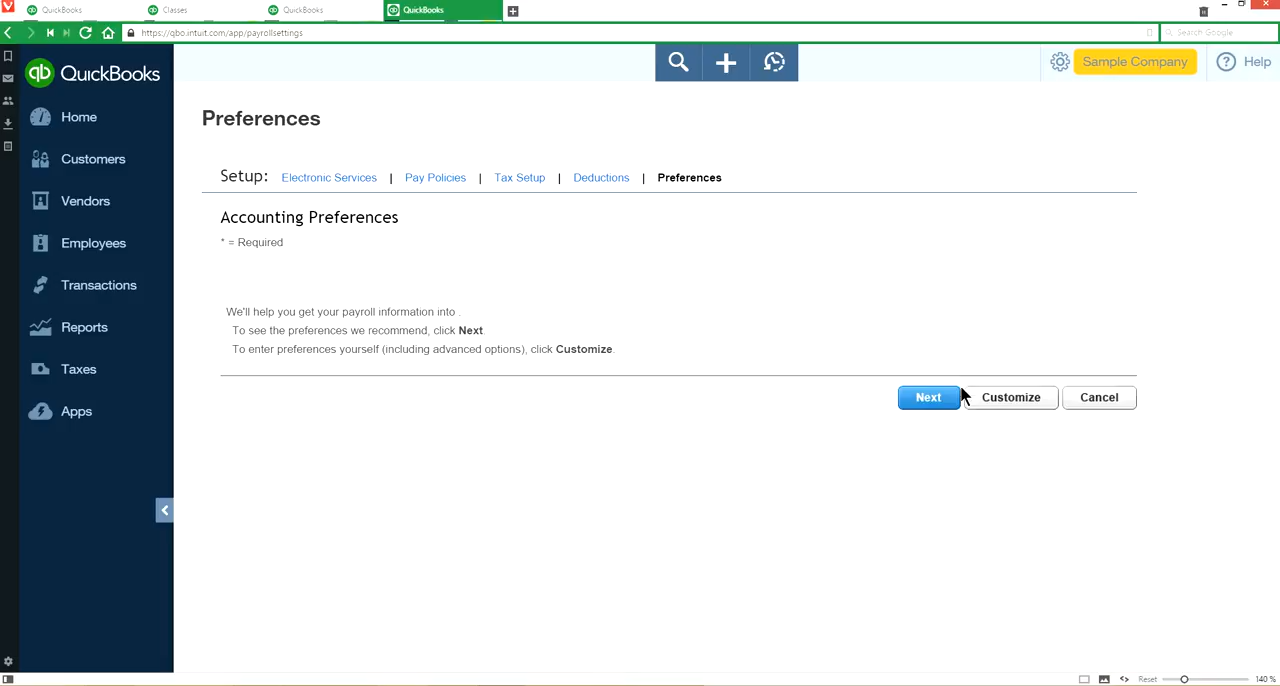 QuickBooks
Classes
QuickBooks
QuickBooks
https://qbo.intuit.com/app/payrollsettings
Search Google
qb QuickBooks
Sample Company
Help
Home
Customers
Vendors
Employees
Transactions
Reports
Taxes
Apps
Preferences
Setup: Electronic Services | Pay Policies | Tax Setup | Deductions | Preferences
Accounting Preferences
* = Required
We'll help you get your payroll information into .
To see the preferences we recommend, click Next.
To enter preferences yourself (including advanced options), click Customize.
Next
Customize
Cancel
Reset
140 %